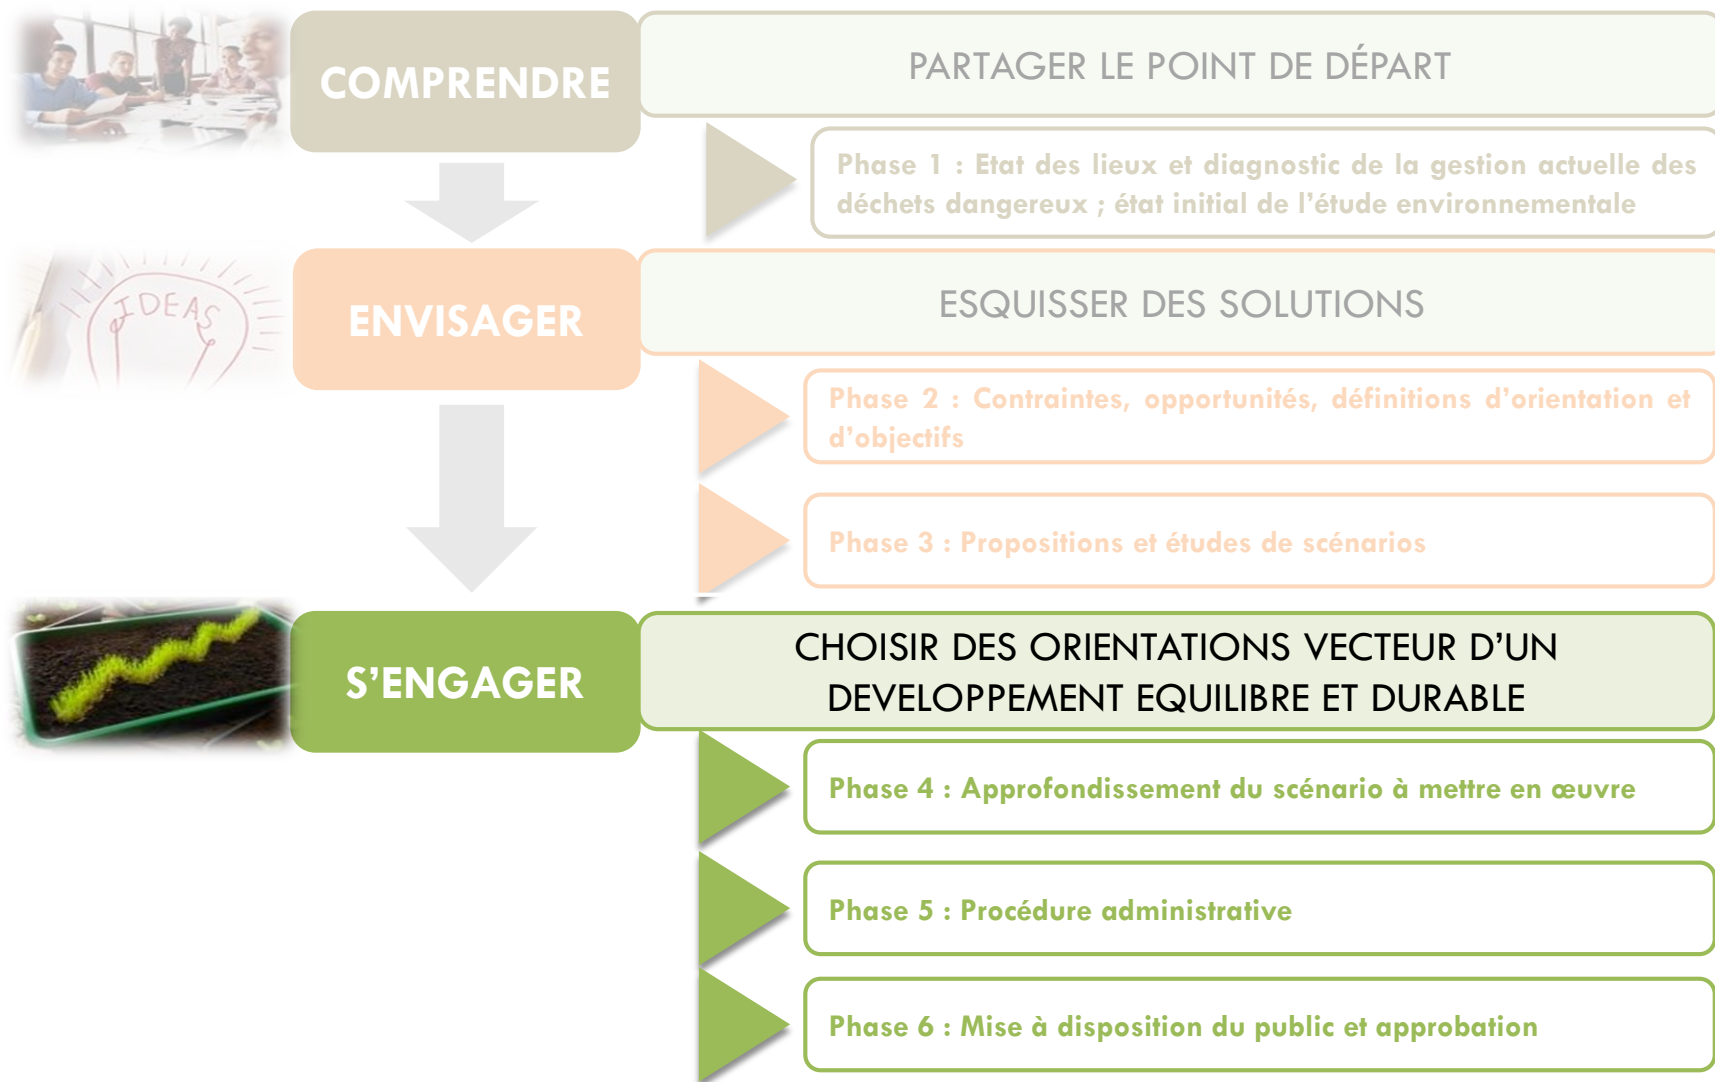 COMPRENDRE
PARTAGER LE POINT DE DÉPART
Phase 1 : Etat des lieux et diagnostic de la gestion actuelle des
déchets dangereux ; état initial de l’étude environnementale
IDEAS
ENVISAGER
ESQUISSER DES SOLUTIONS
Phase 2 : Contraintes, opportunités, définitions d’orientation et
d’objectifs
Phase 3 : Propositions et études de scénarios
S’ENGAGER
CHOISIR DES ORIENTATIONS VECTEUR D’UN
DEVELOPPEMENT EQUILIBRE ET DURABLE
Phase 4 : Approfondissement du scénario à mettre en œuvre
Phase 5 : Procédure administrative
Phase 6 : Mise à disposition du public et approbation